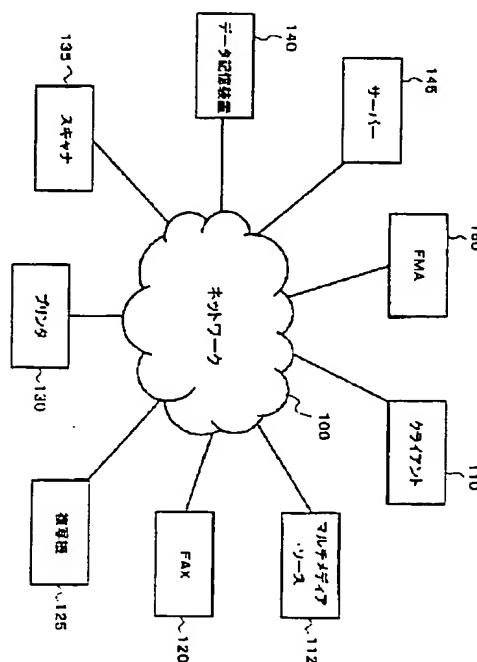 110
クライアント
FMA
145
サーバー
マルチメディア
・ソース
112
100
140
データ配信装置
ネットワーク
FAX
120
135
スキャナ
プリンタ
130
複写機
125